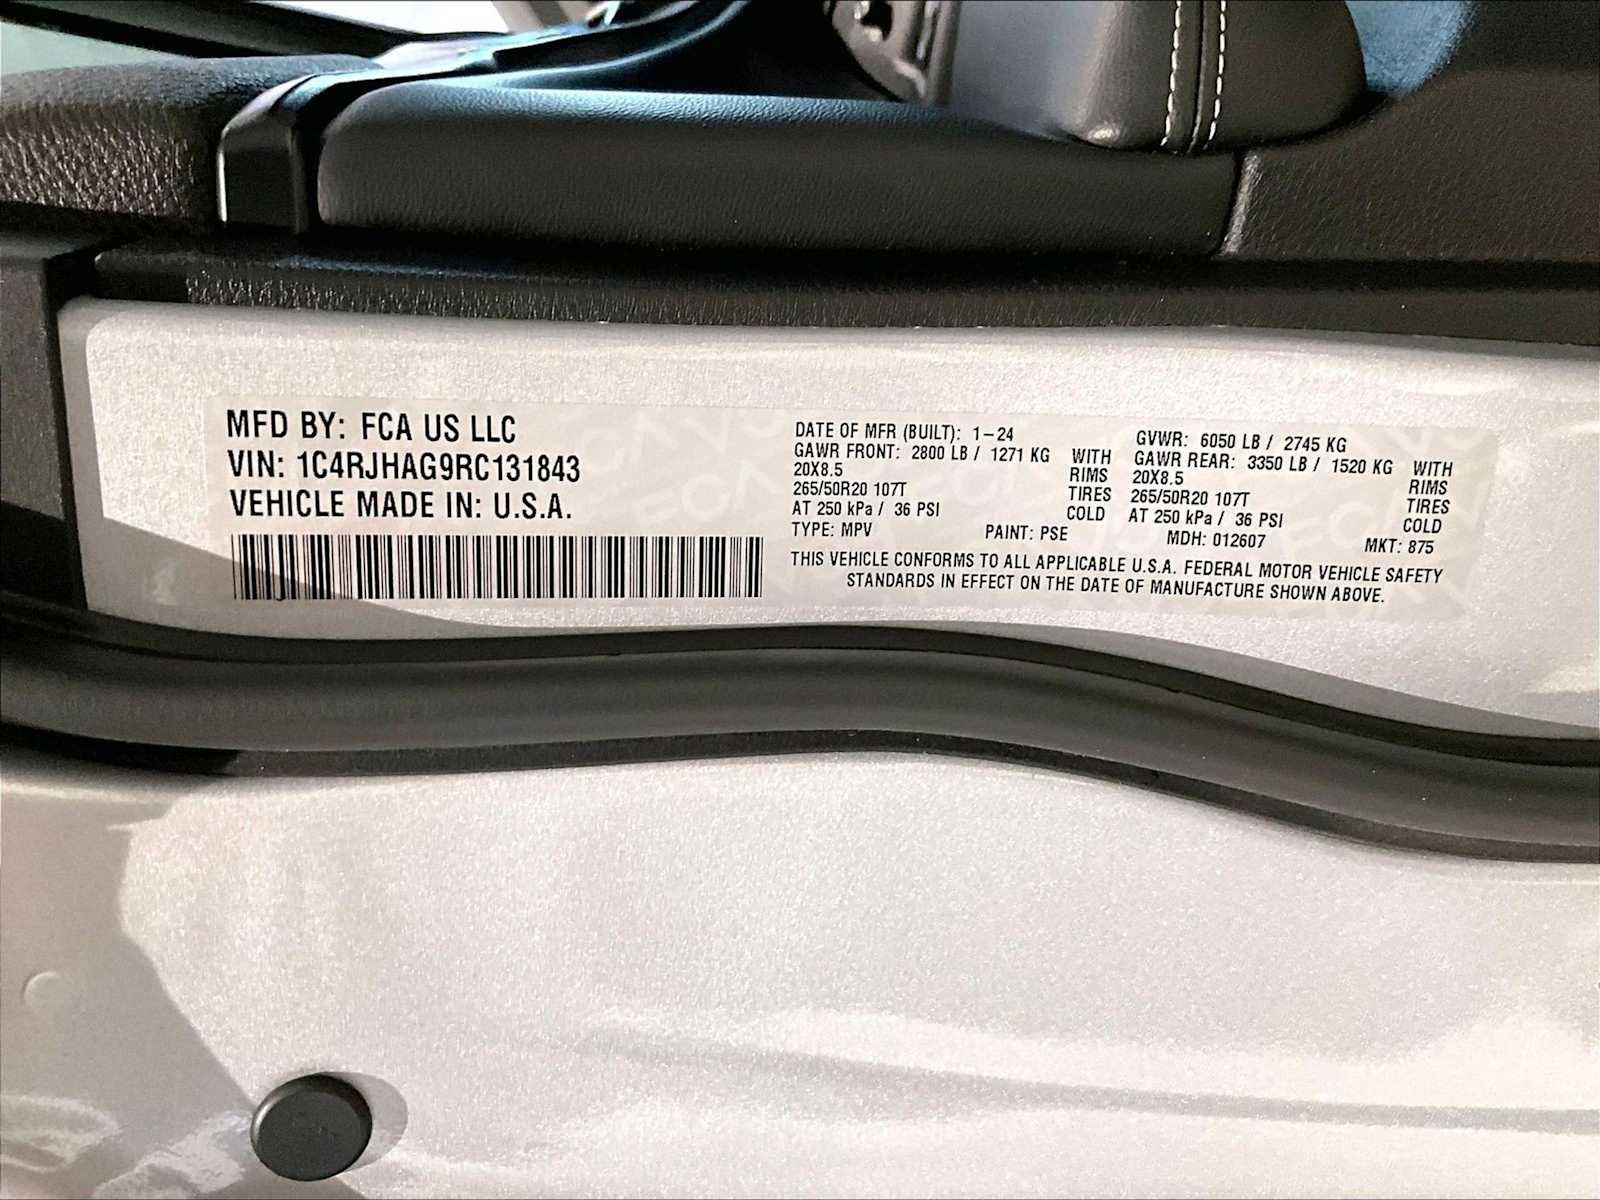 MFD BY: FCA US LLC
VIN: 1C4RJHAG9RC131843
VEHICLE MADE IN: U.S.A.
DATE OF MFR (BUILT): 1-24
GAWR FRONT: 2800 LB / 1271 KG WITH
20X8.5 RIMS
265/50R20 107T TIRES
AT 250 kPa / 36 PSI COLD
TYPE: MPV PAINT: PSE
GVWR: 6050 LB / 2745 KG
GAWR REAR: 3350 LB / 1520 KG WITH
20X8.5 RIMS
265/50R20 107T TIRES
AT 250 kPa / 36 PSI COLD
MDH: 012607 MKT: 875
THIS VEHICLE CONFORMS TO ALL APPLICABLE U.S.A. FEDERAL MOTOR VEHICLE SAFETY
STANDARDS IN EFFECT ON THE DATE OF MANUFACTURE SHOWN ABOVE.